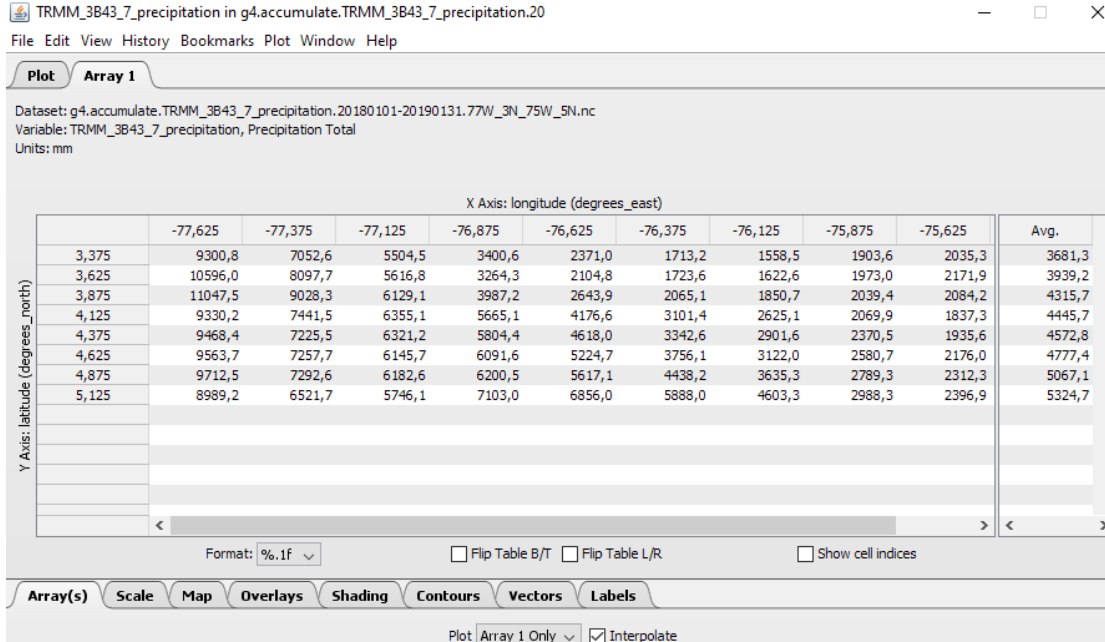 TRMM_3B43_7_precipitation in g4.accumulate.TRMM_3B43_7_precipitation.20
File Edit View History Bookmarks Plot Window Help
Plot Array 1
Dataset: g4.accumulate.TRMM_3B43_7_precipitation.20180101-20190131.77W_3N_75W_5N.nc
Variable: TRMM_3B43_7_precipitation, Precipitation Total
Units: mm
X Axis: longitude (degrees_east)
-77,625 -77,375 -77,125 -76,875 -76,625 -76,375 -76,125 -75,875 -75,625 Avg.
Y Axis: latitude (degrees_north)
3,375 9300,8 7052,6 5504,5 3400,6 2371,0 1713,2 1558,5 1903,6 2035,3 3681,3
3,625 10596,0 8097,7 5616,8 3264,3 2104,8 1723,6 1622,6 1973,0 2171,9 3939,2
3,875 11047,5 9028,3 6129,1 3987,2 2643,9 2065,1 1850,7 2039,4 2084,2 4315,7
4,125 9330,2 7441,5 6355,1 5665,1 4176,6 3101,4 2625,1 2069,9 1837,3 4445,7
4,375 9468,4 7225,5 6321,2 5804,4 4618,0 3342,6 2901,6 2370,5 1935,6 4572,8
4,625 9563,7 7257,7 6145,7 6091,6 5224,7 3756,1 3122,0 2580,7 2176,0 4777,4
4,875 9712,5 7292,6 6182,6 6200,5 5617,1 4438,2 3635,3 2789,3 2312,3 5067,1
5,125 8989,2 6521,7 5746,1 7103,0 6856,0 5888,0 4603,3 2988,3 2396,9 5324,7
Format: %.1f Flip Table B/T Flip Table L/R Show cell indices
Array(s) Scale Map Overlays Shading Contours Vectors Labels
Plot Array 1 Only Interpolate